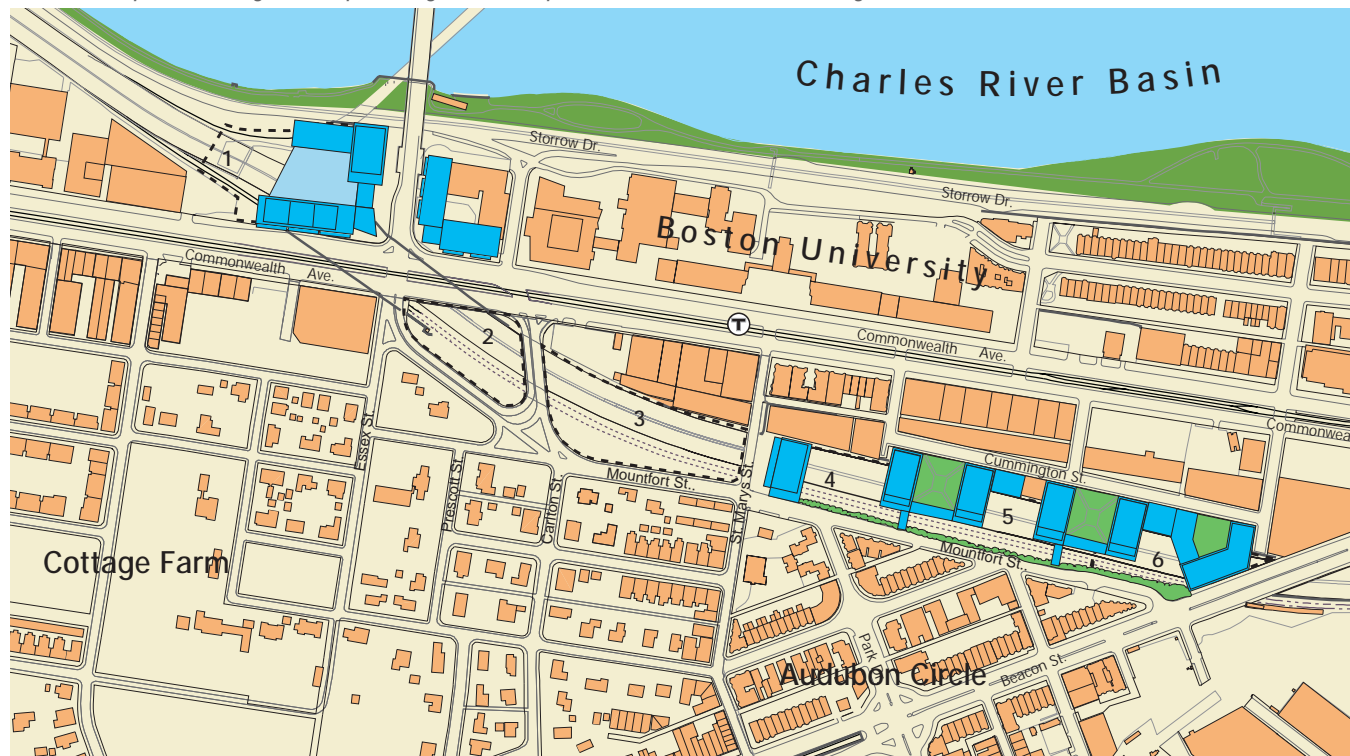 Charles River Basin
Storrow Dr.
1
Storrow Dr.
Boston University
Commonwealth
Ave.
2
T
Commonwealth
Ave.
3
Commonwea
Essex St.
Prescott St.
Carlton St.
Mountfort St..
St. Marys St.
4
Cummington St.
5
6
Mountfort St..
Cottage Farm
Park
Audubon Circle
Beacon St.